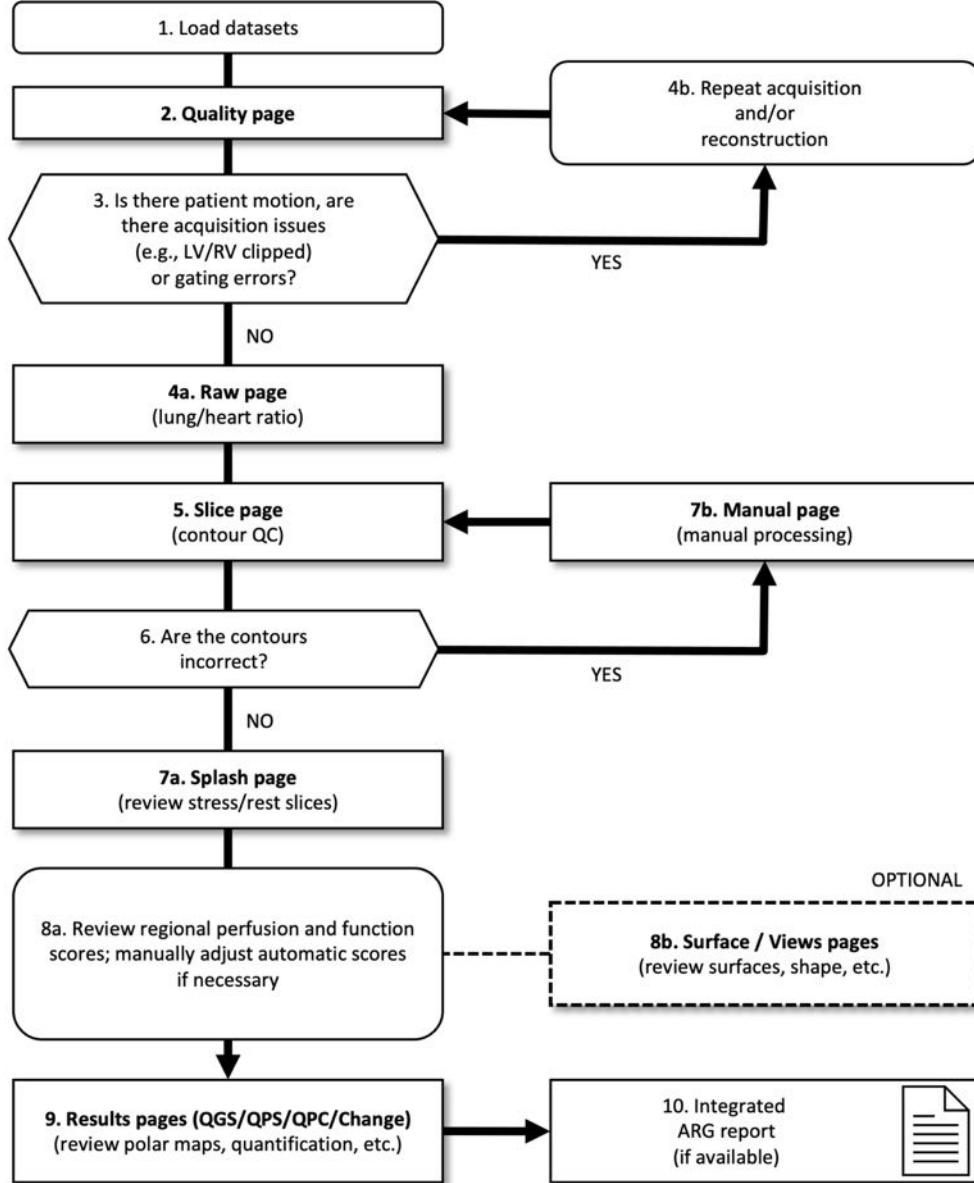 1. Load datasets
2. Quality page
4b. Repeat acquisition
and/or
reconstruction
3. Is there patient motion, are
there acquisition issues
(e.g., LV/RV clipped)
or gating errors?
YES
NO
4a. Raw page
(lung/heart ratio)
5. Slice page
(contour QC)
7b. Manual page
(manual processing)
6. Are the contours
incorrect?
YES
NO
7a. Splash page
(review stress/rest slices)
OPTIONAL
8a. Review regional perfusion and function
scores; manually adjust automatic scores
if necessary
8b. Surface / Views pages
(review surfaces, shape, etc.)
9. Results pages (QGS/QPS/QPC/Change)
(review polar maps, quantification, etc.)
10. Integrated
ARG report
(if available)